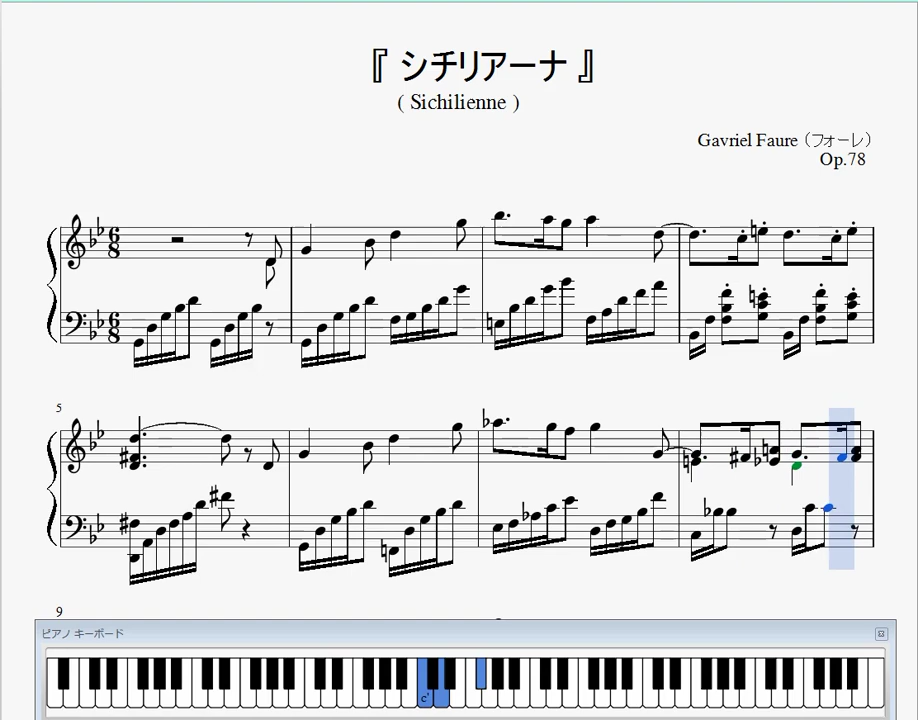 『 シチリアーナ 』
( Sichilienne )
Gavriel Faure（フォーレ）
Op.78
6
8
6
8
5
9
ピアノ キーボード
c'